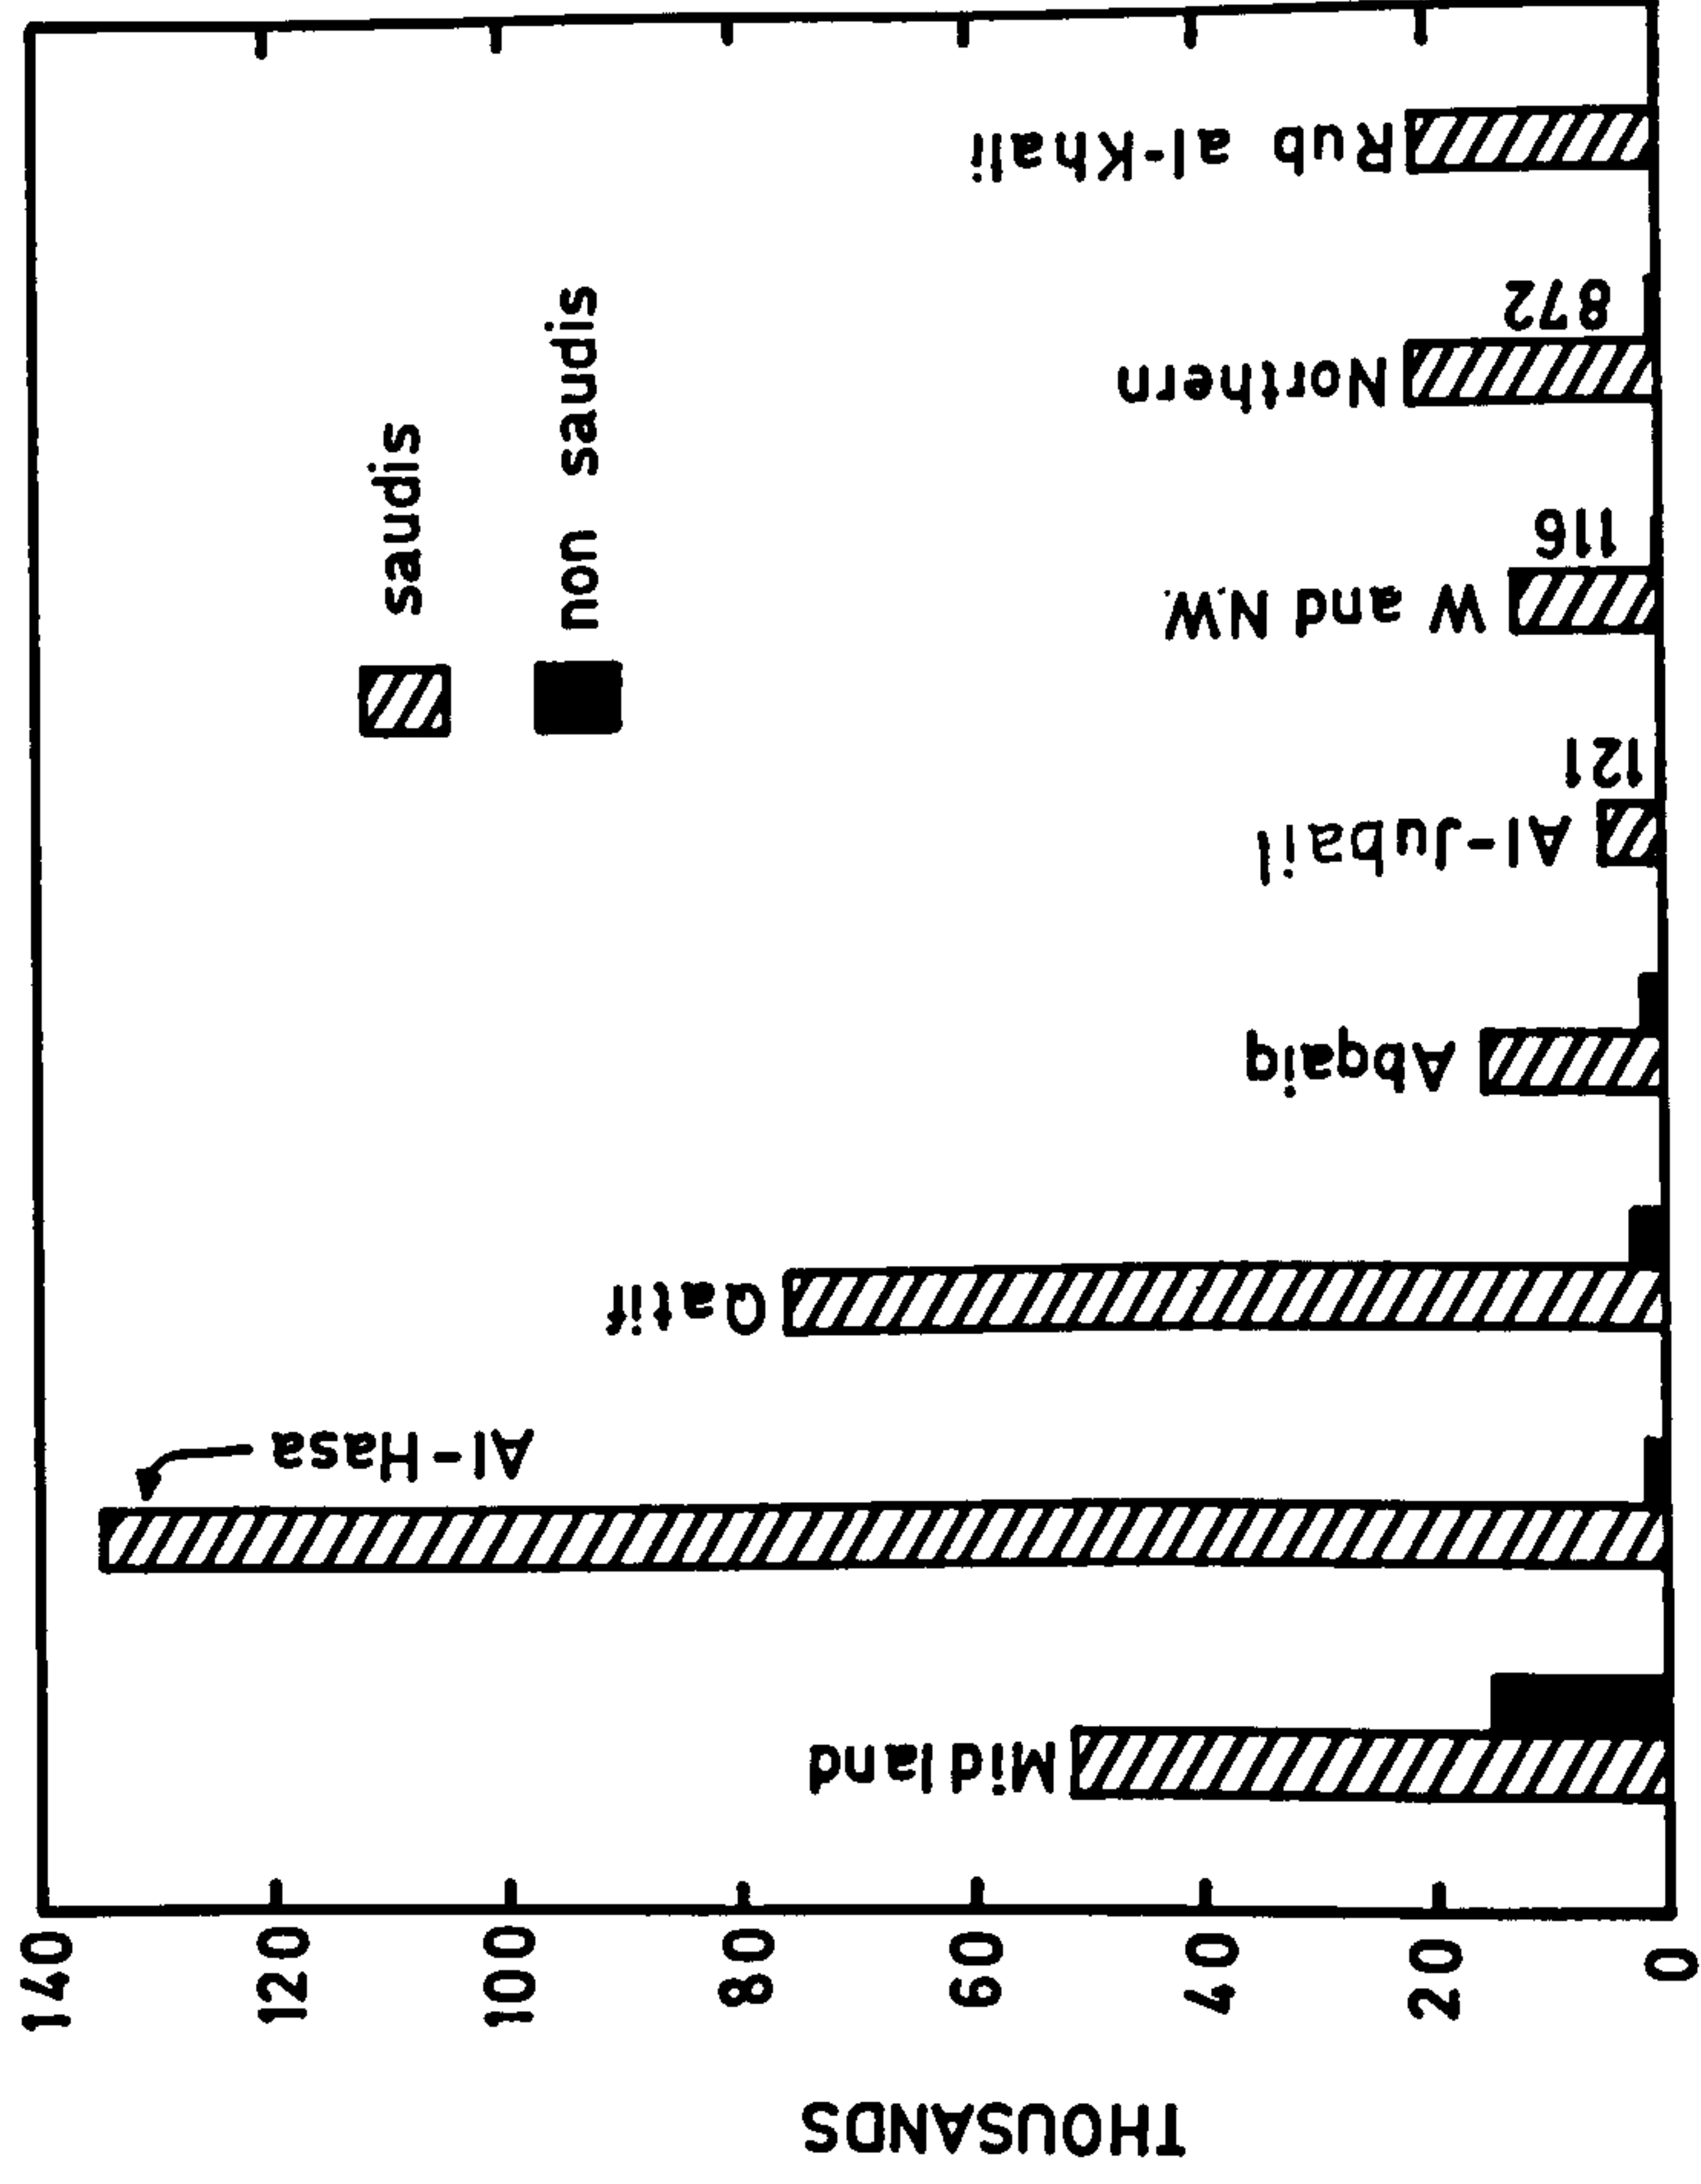 THOUSANDS
140
120
100
80
60
40
20
0
saudis
non saudis
Midland
Al-Hasa
Qatif
Abqaiq
Al-Jubail
121
W and N.W.
116
Northern
872
Rub al-Khali